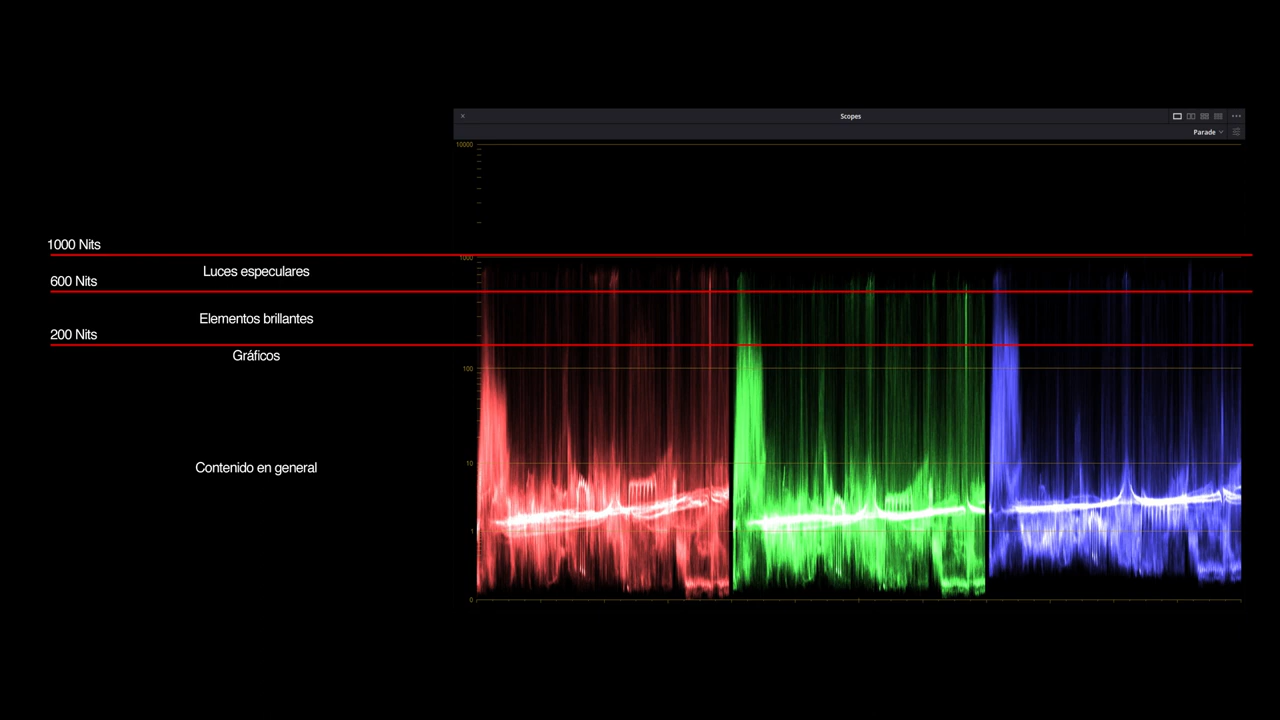 Scopes
Parade
10000
1000 Nits
1000
Luces especulares
600 Nits
Elementos brillantes
200 Nits
Gráficos
100
10
Contenido en general
1
0